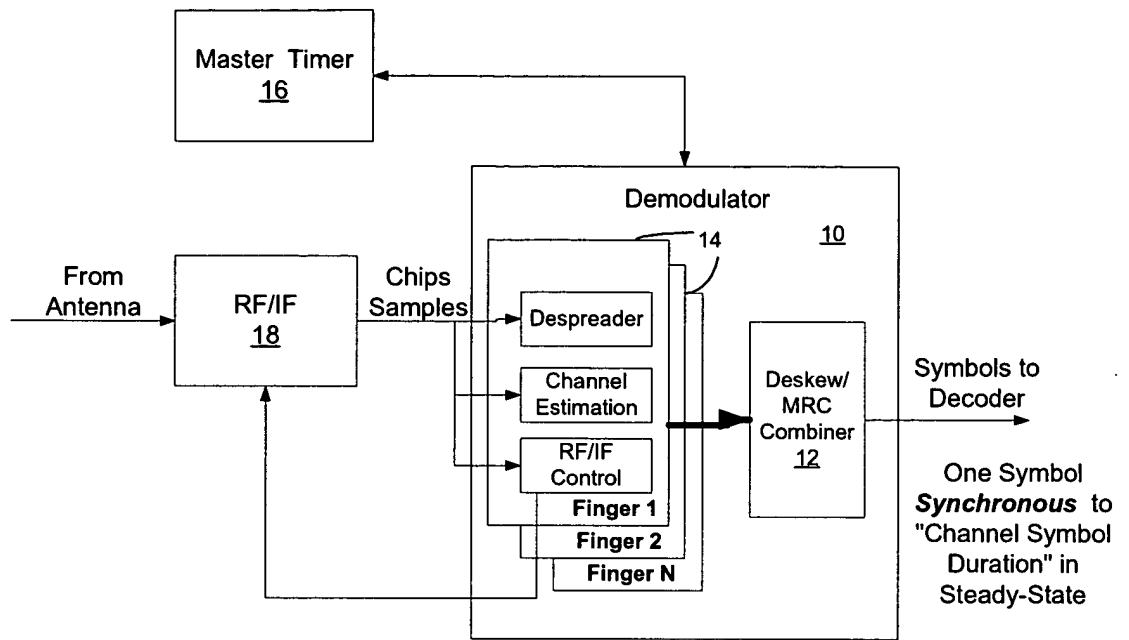 Master Timer
16
Demodulator
10
14
From
Antenna
RF/IF
18
Chips
Samples
Despreader
Channel
Estimation
RF/IF
Control
Finger 1
Finger 2
Finger N
Deskew/
MRC
Combiner
12
Symbols to
Decoder
One Symbol
Synchronous to
"Channel Symbol
Duration" in
Steady-State